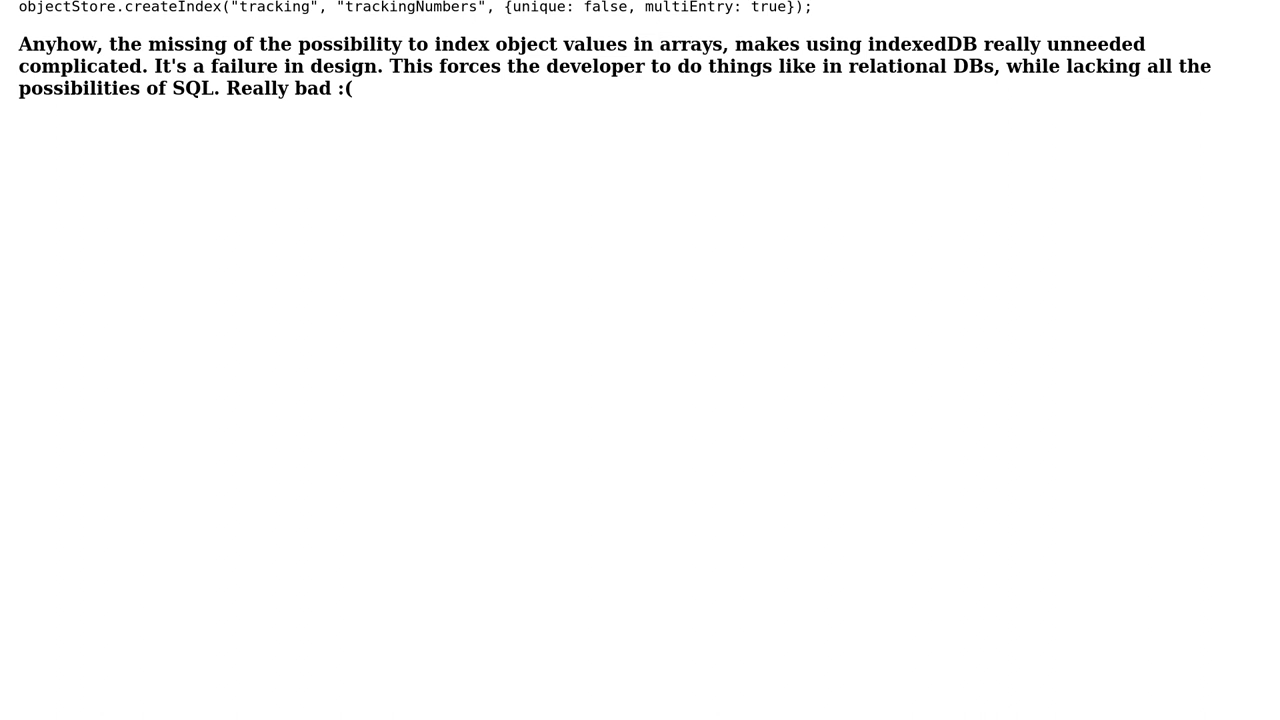 objectStore.createIndex("tracking", "trackingNumbers", {unique: false, multiEntry: true});
Anyhow, the missing of the possibility to index object values in arrays, makes using indexedDB really unneeded
complicated. It's a failure in design. This forces the developer to do things like in relational DBs, while lacking all the
possibilities of SQL. Really bad :(